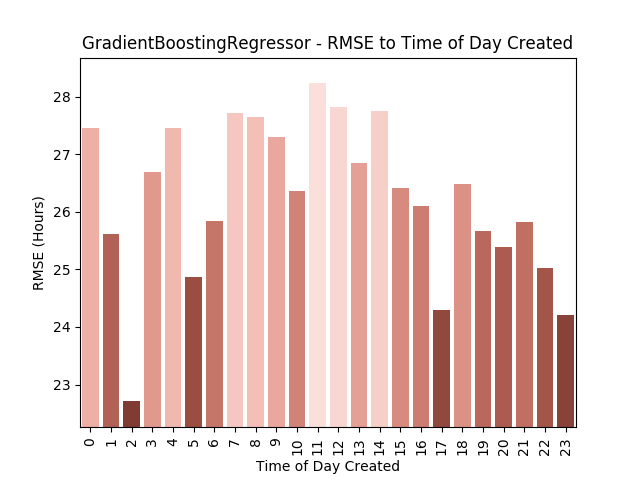 GradientBoostingRegressor - RMSE to Time of Day Created
RMSE (Hours)
28
27
26
25
24
23
0 1 2 3 4 5 6 7 8 9 10 11 12 13 14 15 16 17 18 19 20 21 22 23
Time of Day Created